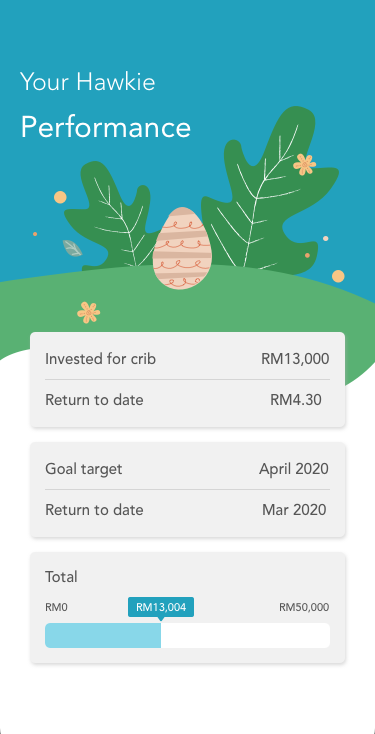 Your Hawkie
Performance
Invested for crib RM13,000
Return to date RM4.30
Goal target April 2020
Return to date Mar 2020
Total
RM0 RM13,004 RM50,000